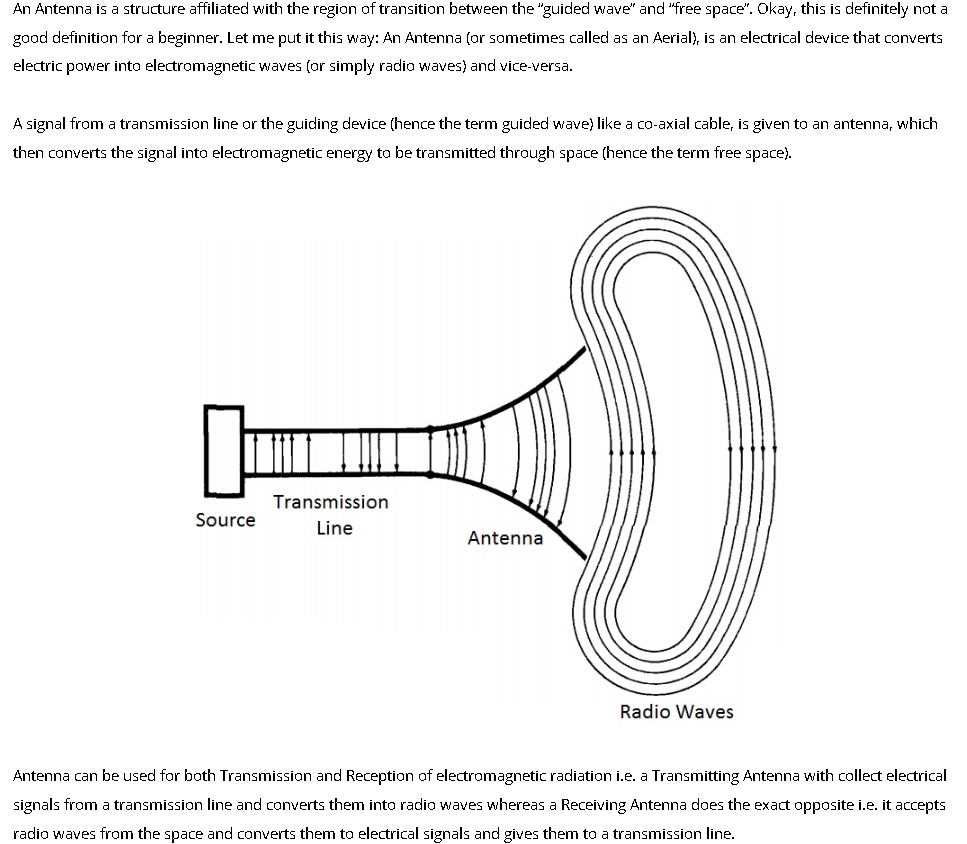 An Antenna is a structure affiliated with the region of transition between the “guided wave” and “free space”. Okay, this is definitely not a
good definition for a beginner. Let me put it this way: An Antenna (or sometimes called as an Aerial), is an electrical device that converts
electric power into electromagnetic waves (or simply radio waves) and vice-versa.
A signal from a transmission line or the guiding device (hence the term guided wave) like a co-axial cable, is given to an antenna, which
then converts the signal into electromagnetic energy to be transmitted through space (hence the term free space).
Source
Transmission
Line
Antenna
Radio Waves
Antenna can be used for both Transmission and Reception of electromagnetic radiation i.e. a Transmitting Antenna with collect electrical
signals from a transmission line and converts them into radio waves whereas a Receiving Antenna does the exact opposite i.e. it accepts
radio waves from the space and converts them to electrical signals and gives them to a transmission line.